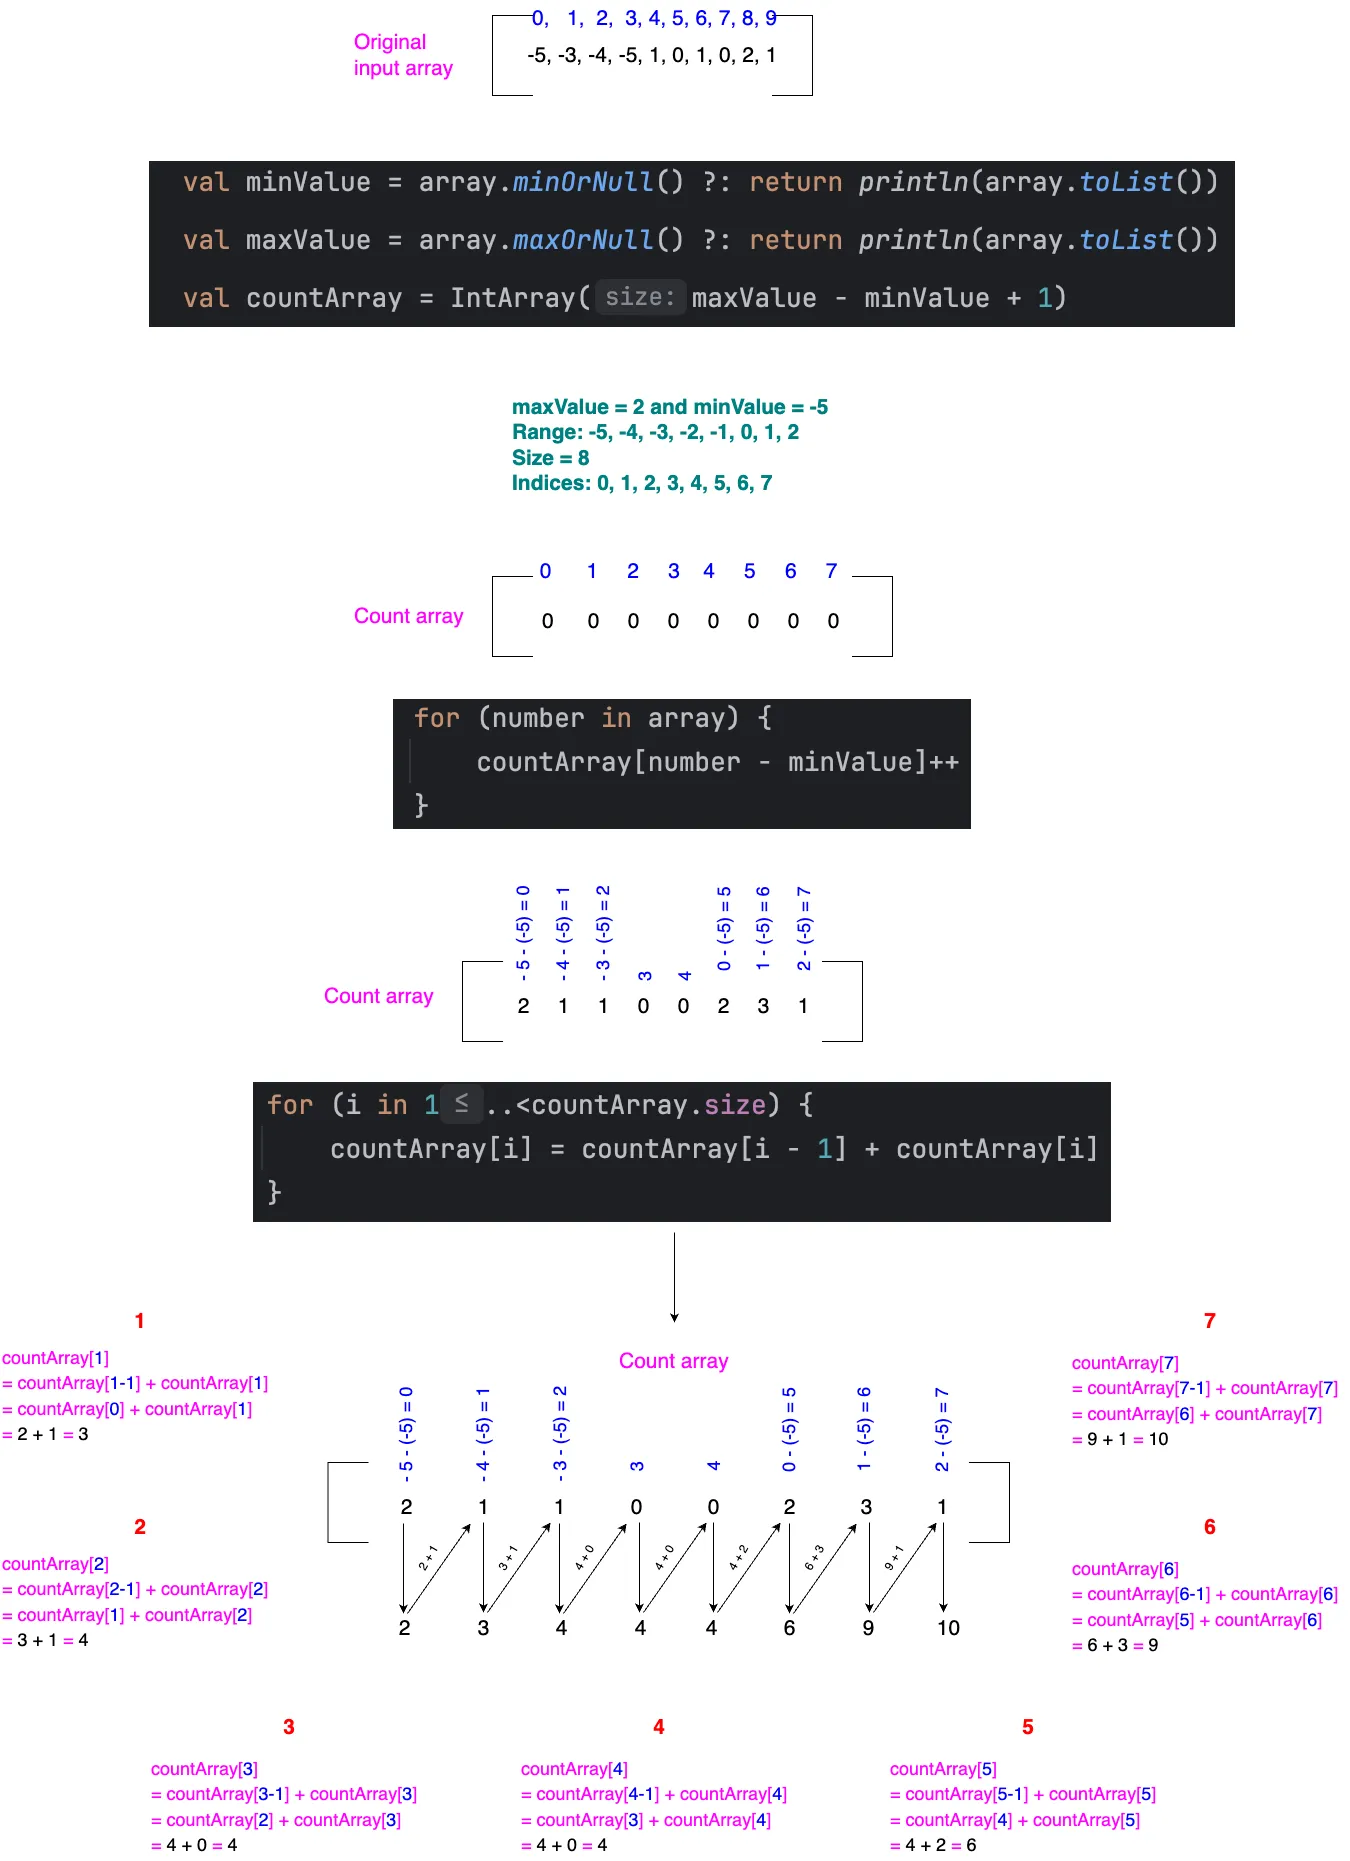 0, 1, 2, 3, 4, 5, 6, 7, 8, 9
Original
input array
-5, -3, -4, -5, 1, 0, 1, 0, 2, 1
val minValue = array.minOrNull() ?: return println(array.toList())
val maxValue = array.maxOrNull() ?: return println(array.toList())
val countArray = IntArray( size: maxValue - minValue + 1)
maxValue = 2 and minValue = -5
Range: -5, -4, -3, -2, -1, 0, 1, 2
Size = 8
Indices: 0, 1, 2, 3, 4, 5, 6, 7
0 1 2 3 4 5 6 7
Count array
0 0 0 0 0 0 0 0
for (number in array) {
countArray[number - minValue]++
}
- 5 - (-5) = 0
- 4 - (-5) = 1
- 3 - (-5) = 2
3
4
0 - (-5) = 5
1 - (-5) = 6
2 - (-5) = 7
Count array
2 1 1 0 0 2 3 1
for (i in 1 ≤ ..<countArray.size) {
countArray[i] = countArray[i - 1] + countArray[i]
}
1
countArray[1]
= countArray[1-1] + countArray[1]
= countArray[0] + countArray[1]
= 2 + 1 = 3
2
countArray[2]
= countArray[2-1] + countArray[2]
= countArray[1] + countArray[2]
= 3 + 1 = 4
Count array
- 5 - (-5) = 0
- 4 - (-5) = 1
- 3 - (-5) = 2
3
4
0 - (-5) = 5
1 - (-5) = 6
2 - (-5) = 7
2 1 1 0 0 2 3 1
2 + 1
3 + 1
4 + 0
4 + 0
4 + 2
6 + 3
9 + 1
2 3 4 4 4 6 9 10
7
countArray[7]
= countArray[7-1] + countArray[7]
= countArray[6] + countArray[7]
= 9 + 1 = 10
6
countArray[6]
= countArray[6-1] + countArray[6]
= countArray[5] + countArray[6]
= 6 + 3 = 9
3
countArray[3]
= countArray[3-1] + countArray[3]
= countArray[2] + countArray[3]
= 4 + 0 = 4
4
countArray[4]
= countArray[4-1] + countArray[4]
= countArray[3] + countArray[4]
= 4 + 0 = 4
5
countArray[5]
= countArray[5-1] + countArray[5]
= countArray[4] + countArray[5]
= 4 + 2 = 6